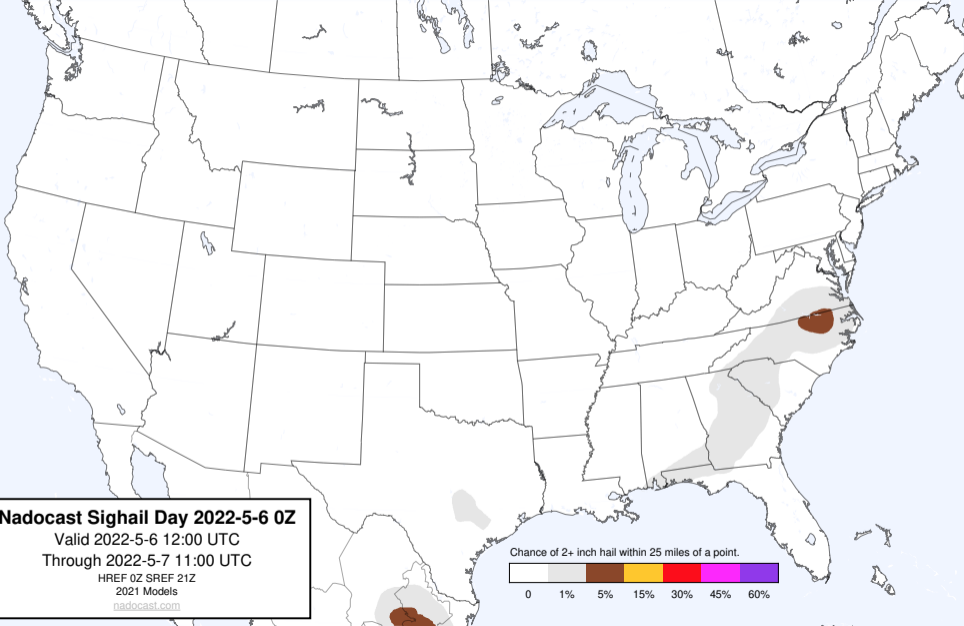 Nadocast Sighail Day 2022-5-6 0Z
Valid 2022-5-6 12:00 UTC
Through 2022-5-7 11:00 UTC
HREF 0Z SREF 21Z
2021 Models
nadocast.com
Chance of 2+ inch hail within 25 miles of a point.
0 1% 5% 15% 30% 45% 60%